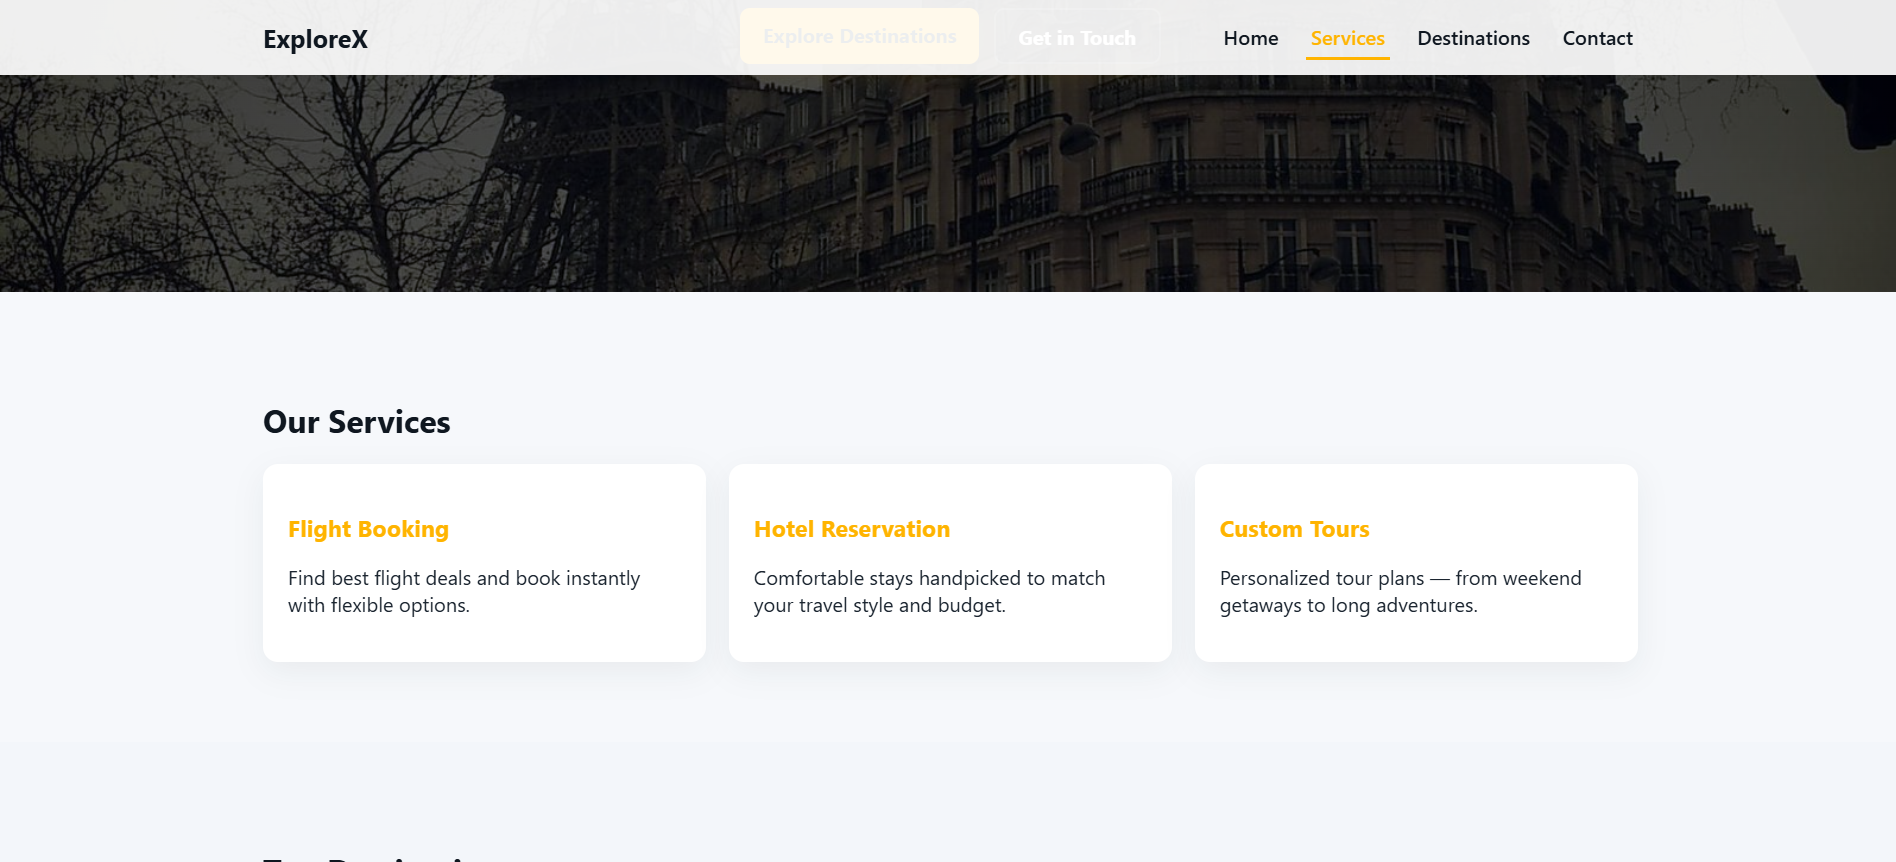 ExploreX
Explore Destinations
Get in Touch
Home
Services
Destinations
Contact
Our Services
Flight Booking
Find best flight deals and book instantly
with flexible options.
Hotel Reservation
Comfortable stays handpicked to match
your travel style and budget.
Custom Tours
Personalized tour plans — from weekend
getaways to long adventures.